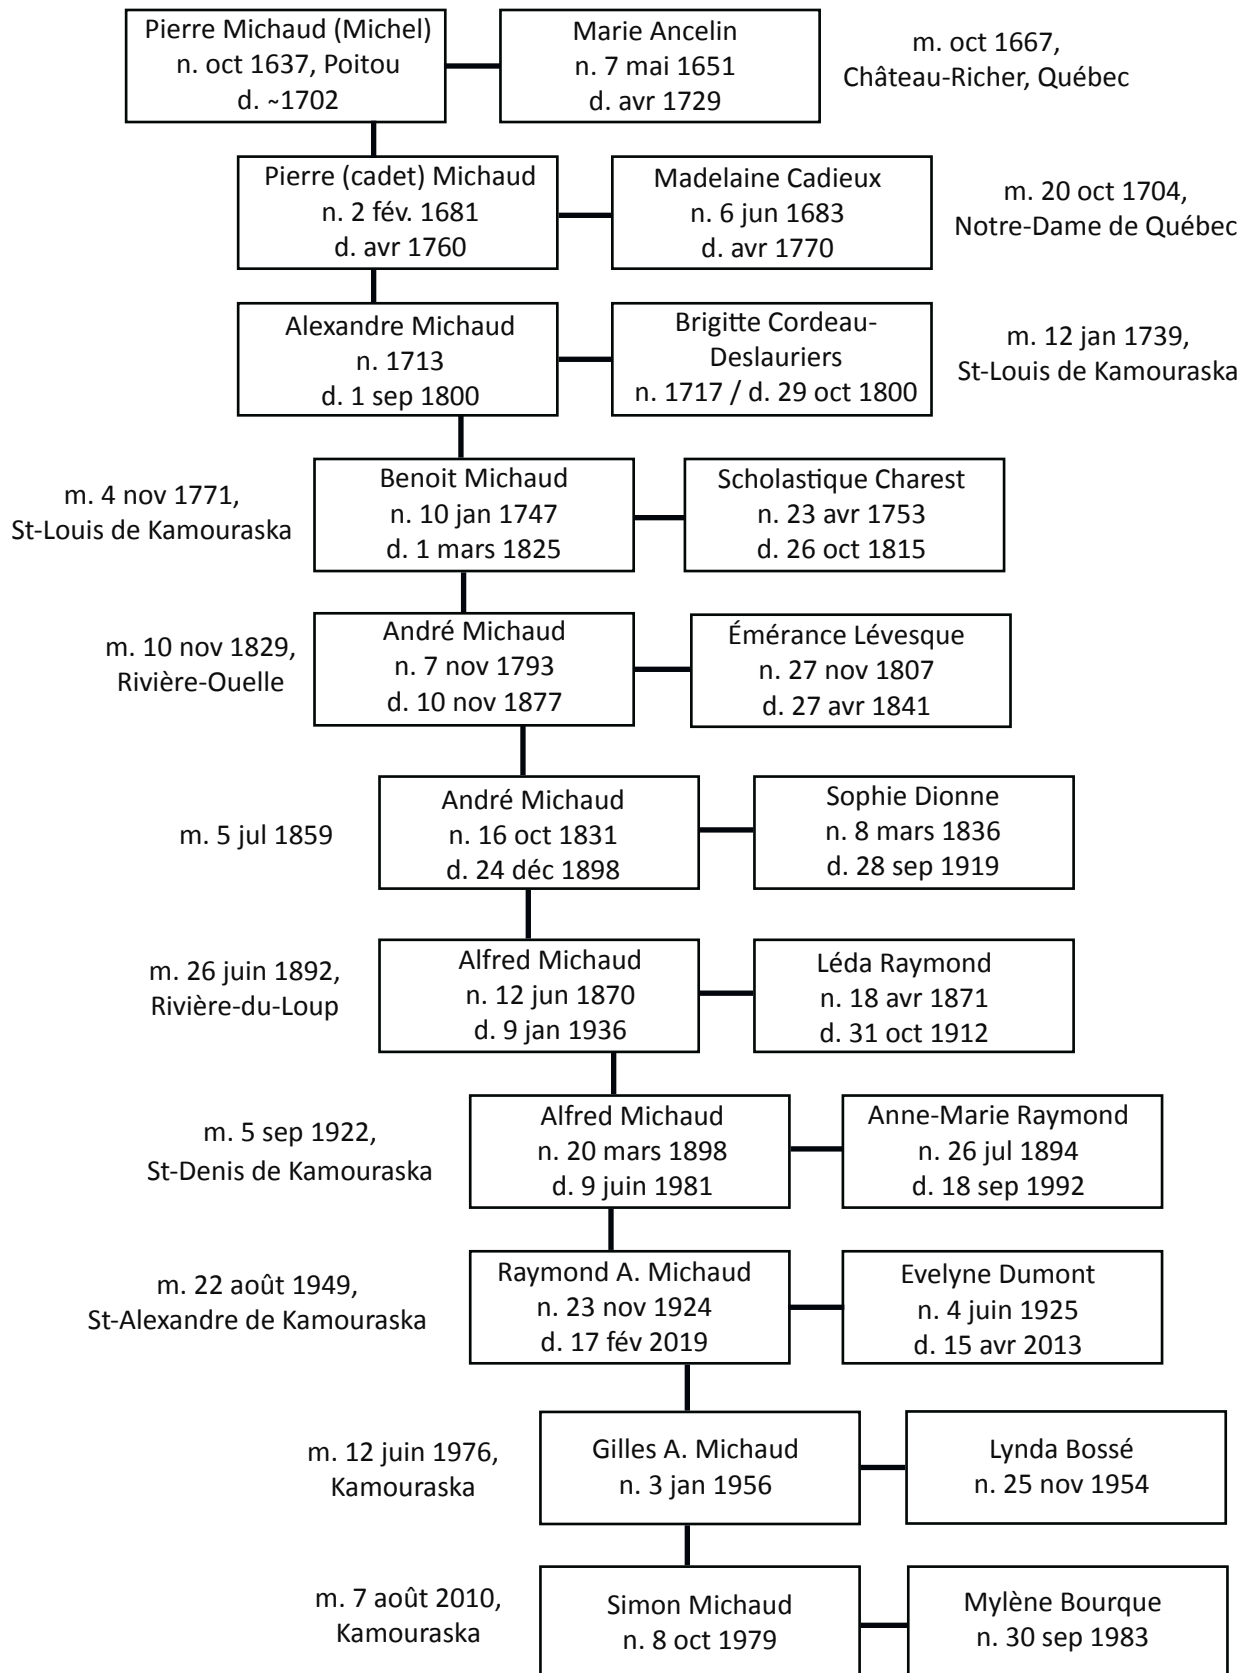 Pierre Michaud (Michel)
n. oct 1637, Poitou
d. ~1702
Marie Ancelin
n. 7 mai 1651
d. avr 1729
m. oct 1667,
Château-Richer, Québec
Pierre (cadet) Michaud
n. 2 fév. 1681
d. avr 1760
Madelaine Cadieux
n. 6 jun 1683
d. avr 1770
m. 20 oct 1704,
Notre-Dame de Québec
Alexandre Michaud
n. 1713
d. 1 sep 1800
Brigitte Cordeau-
Deslauriers
n. 1717 / d. 29 oct 1800
m. 12 jan 1739,
St-Louis de Kamouraska
m. 4 nov 1771,
St-Louis de Kamouraska
Benoit Michaud
n. 10 jan 1747
d. 1 mars 1825
Scholastique Charest
n. 23 avr 1753
d. 26 oct 1815
m. 10 nov 1829,
Rivière-Ouelle
André Michaud
n. 7 nov 1793
d. 10 nov 1877
Émérance Lévesque
n. 27 nov 1807
d. 27 avr 1841
m. 5 jul 1859
André Michaud
n. 16 oct 1831
d. 24 déc 1898
Sophie Dionne
n. 8 mars 1836
d. 28 sep 1919
m. 26 juin 1892,
Rivière-du-Loup
Alfred Michaud
n. 12 jun 1870
d. 9 jan 1936
Léda Raymond
n. 18 avr 1871
d. 31 oct 1912
m. 5 sep 1922,
St-Denis de Kamouraska
Alfred Michaud
n. 20 mars 1898
d. 9 juin 1981
Anne-Marie Raymond
n. 26 jul 1894
d. 18 sep 1992
m. 22 août 1949,
St-Alexandre de Kamouraska
Raymond A. Michaud
n. 23 nov 1924
d. 17 fév 2019
Evelyne Dumont
n. 4 juin 1925
d. 15 avr 2013
m. 12 juin 1976,
Kamouraska
Gilles A. Michaud
n. 3 jan 1956
Lynda Bossé
n. 25 nov 1954
m. 7 août 2010,
Kamouraska
Simon Michaud
n. 8 oct 1979
Mylène Bourque
n. 30 sep 1983